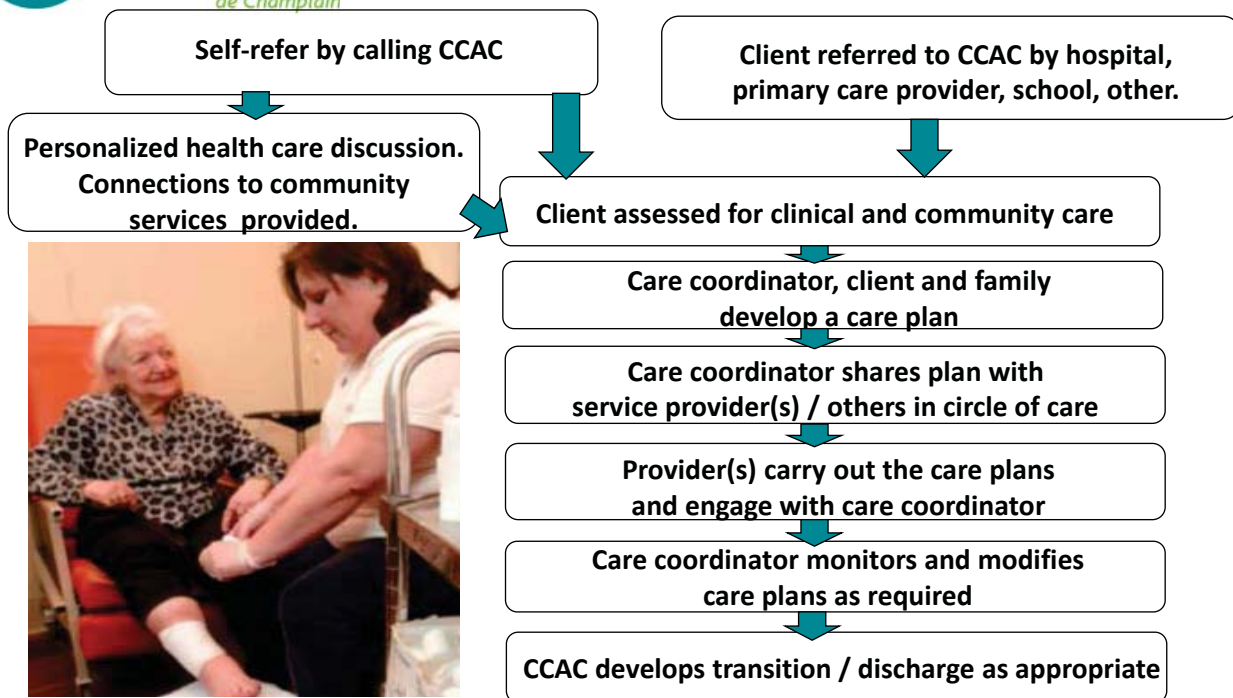 de Champlain
Self-refer by calling CCAC
Client referred to CCAC by hospital,
primary care provider, school, other.
Personalized health care discussion.
Connections to community
services provided.
Client assessed for clinical and community care
Care coordinator, client and family
develop a care plan
Care coordinator shares plan with
service provider(s) / others in circle of care
Provider(s) carry out the care plans
and engage with care coordinator
Care coordinator monitors and modifies
care plans as required
CCAC develops transition / discharge as appropriate